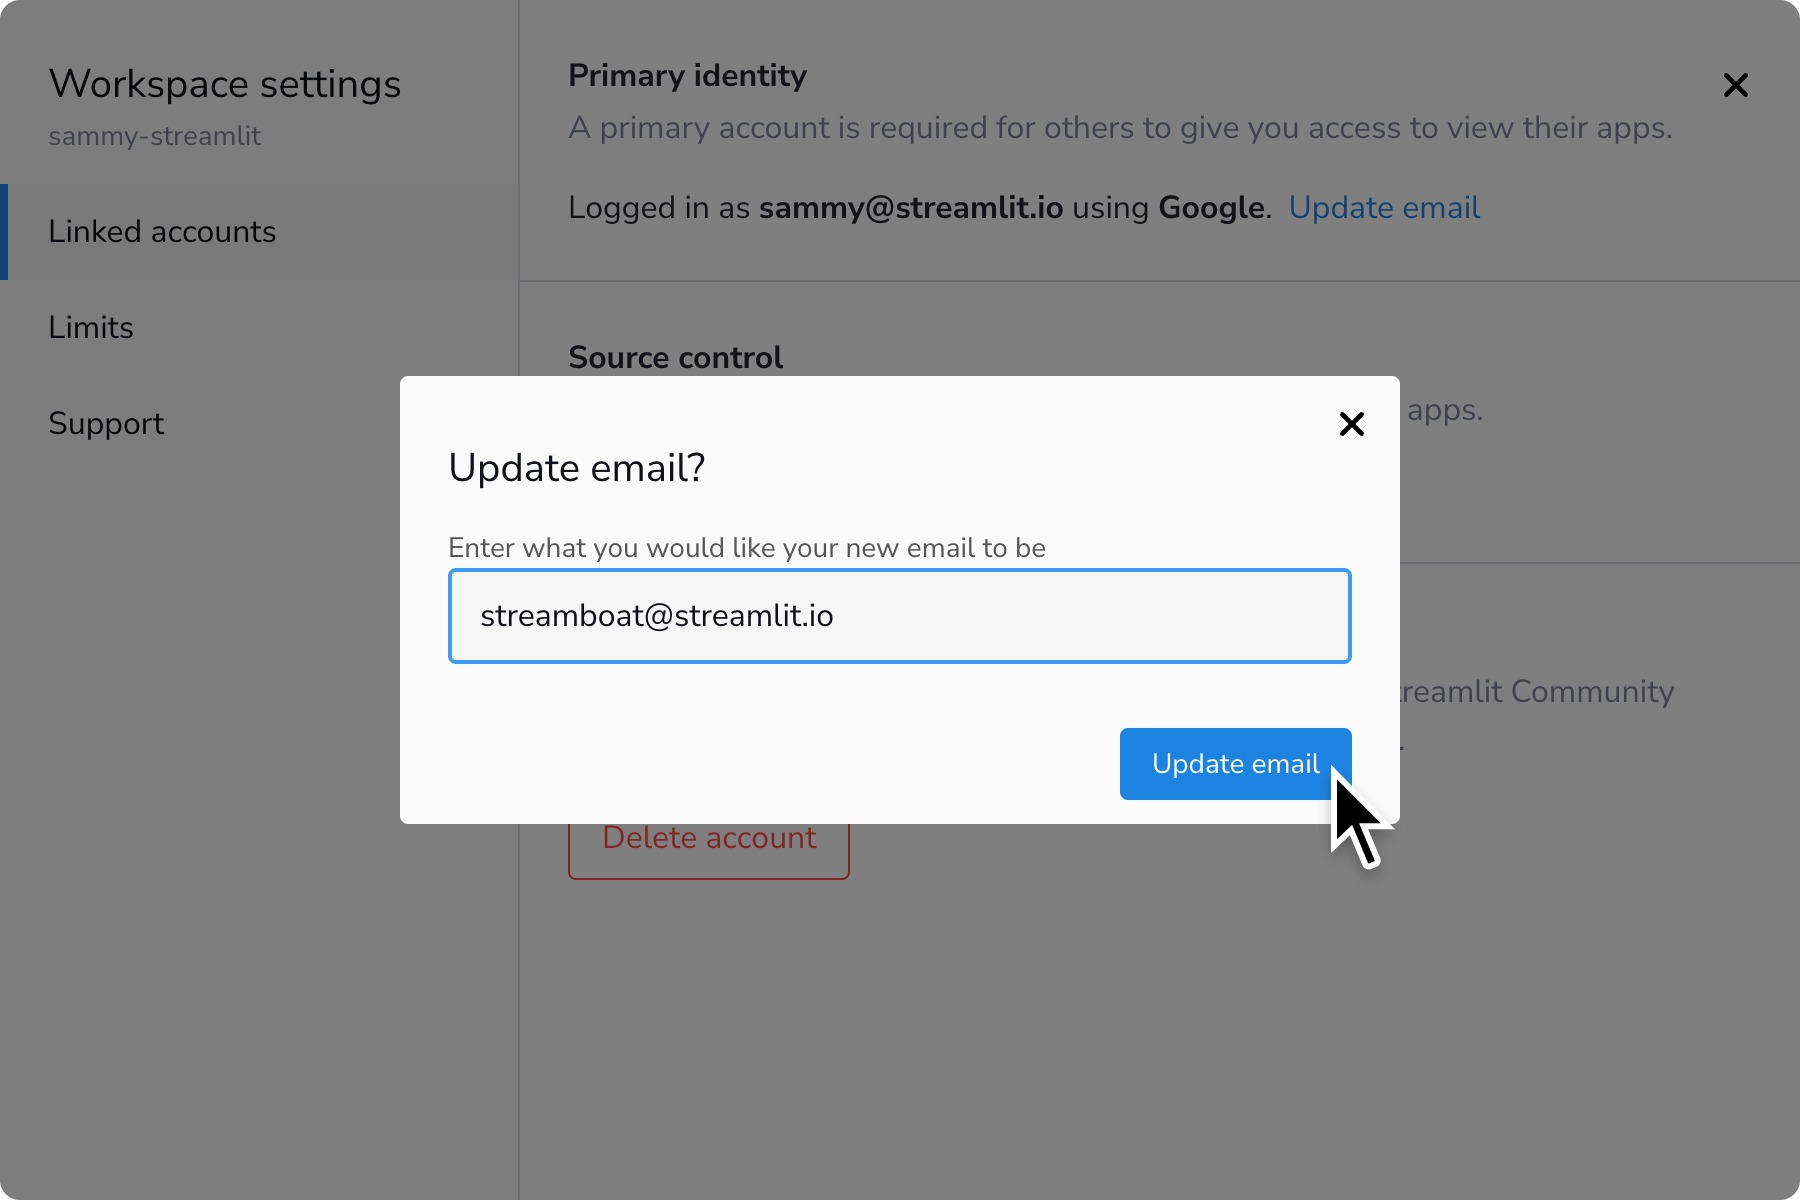 Workspace settings
sammy-streamlit
Linked accounts
Limits
Support
Primary identity
A primary account is required for others to give you access to view their apps.
Logged in as sammy@streamlit.io using Google. Update email
Source control
apps.
Community
Delete account
Update email?
Enter what you would like your new email to be
streamboat@streamlit.io
Update email